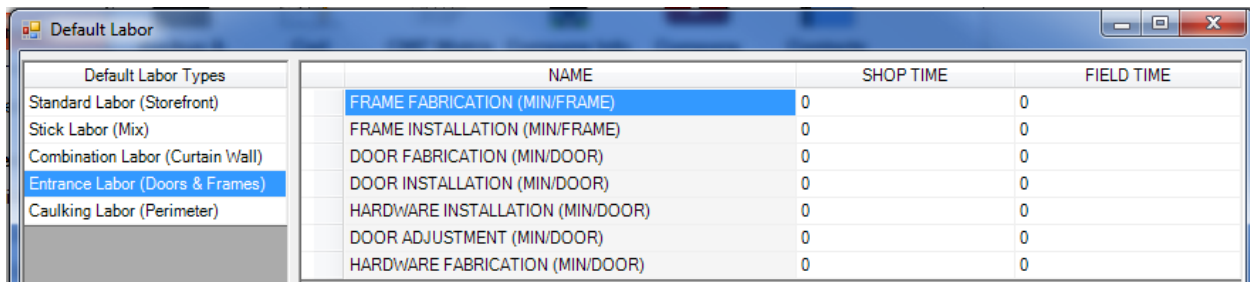 Default Labor
Default Labor Types
Standard Labor (Storefront)
Stick Labor (Mix)
Combination Labor (Curtain Wall)
Entrance Labor (Doors & Frames)
Caulking Labor (Perimeter)
NAME SHOP TIME FIELD TIME
FRAME FABRICATION (MIN/FRAME) 0 0
FRAME INSTALLATION (MIN/FRAME) 0 0
DOOR FABRICATION (MIN/DOOR) 0 0
DOOR INSTALLATION (MIN/DOOR) 0 0
HARDWARE INSTALLATION (MIN/DOOR) 0 0
DOOR ADJUSTMENT (MIN/DOOR) 0 0
HARDWARE FABRICATION (MIN/DOOR) 0 0